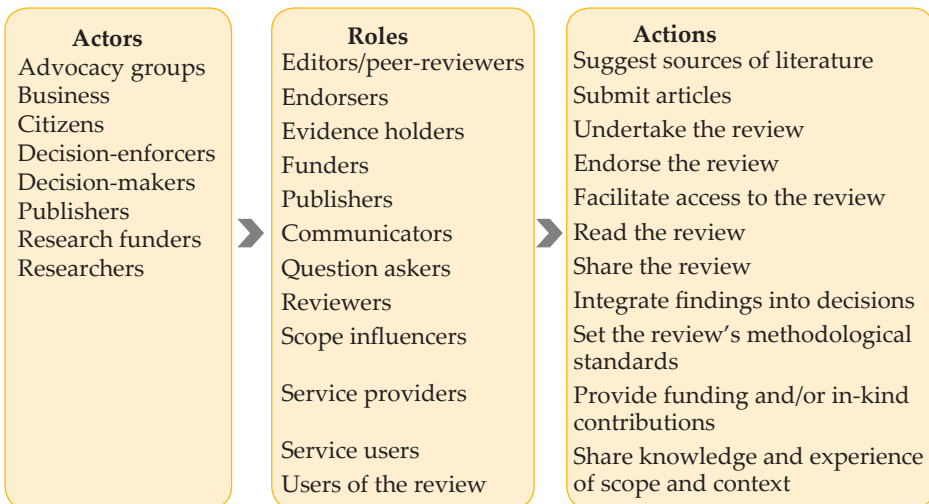 Actors
Advocacy groups
Business
Citizens
Decision-enforcers
Decision-makers
Publishers
Research funders
Researchers
Roles
Editors/peer-reviewers
Endorsers
Evidence holders
Funders
Publishers
Communicators
Question askers
Reviewers
Scope influencers
Service providers
Service users
Users of the review
Actions
Suggest sources of literature
Submit articles
Undertake the review
Endorse the review
Facilitate access to the review
Read the review
Share the review
Integrate findings into decisions
Set the review’s methodological
standards
Provide funding and/or in-kind
contributions
Share knowledge and experience
of scope and context